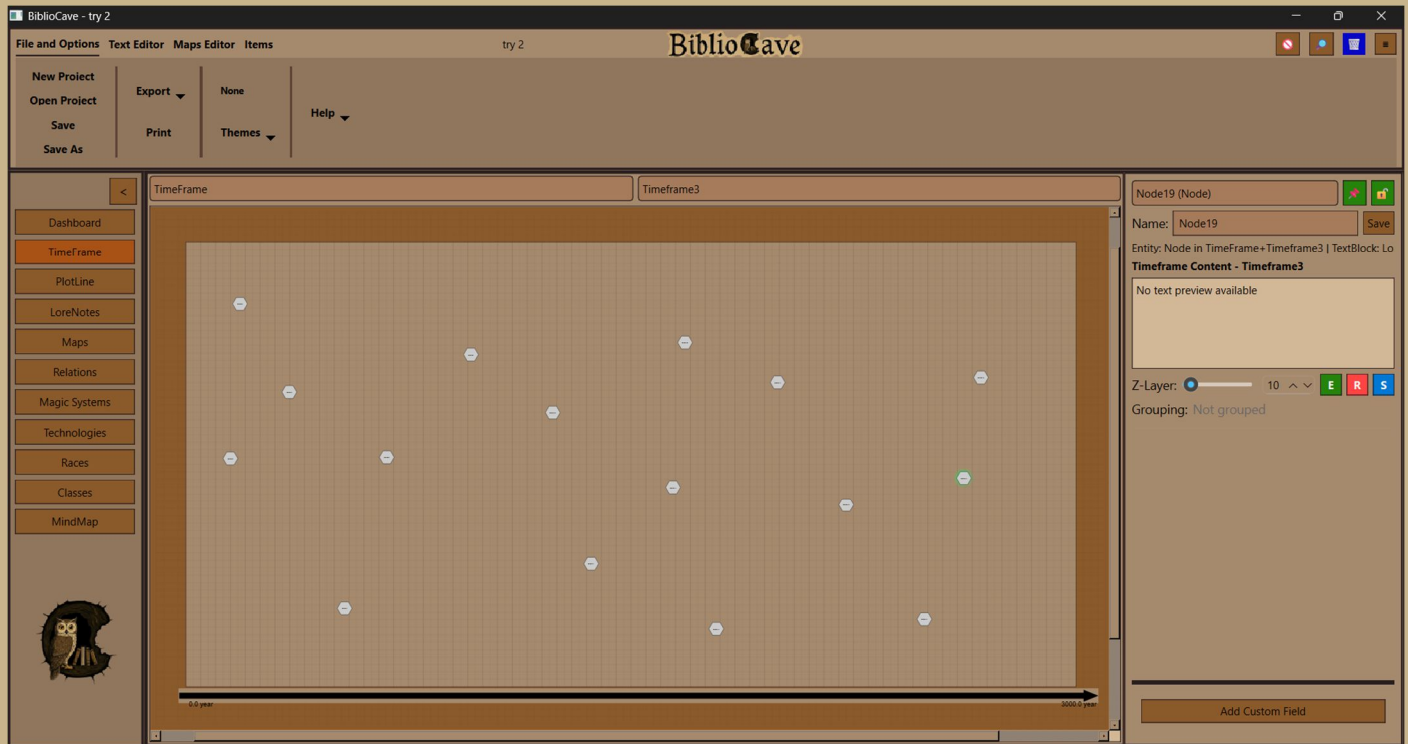 BiblioCave - try 2
File and Options Text Editor Maps Editor Items
try 2
BiblioCave
New Project
Open Project
Save
Save As
Export
Print
None
Themes
Help
<
Dashboard
TimeFrame
PlotLine
LoreNotes
Maps
Relations
Magic Systems
Technologies
Races
Classes
MindMap
TimeFrame
Timeframe3
0.0 year
3000.0 year
Node19 (Node)
Name: Node19 Save
Entity: Node in TimeFrame+Timeframe3 | TextBlock: Lo
Timeframe Content - Timeframe3
No text preview available
Z-Layer: 10 E R S
Grouping: Not grouped
Add Custom Field